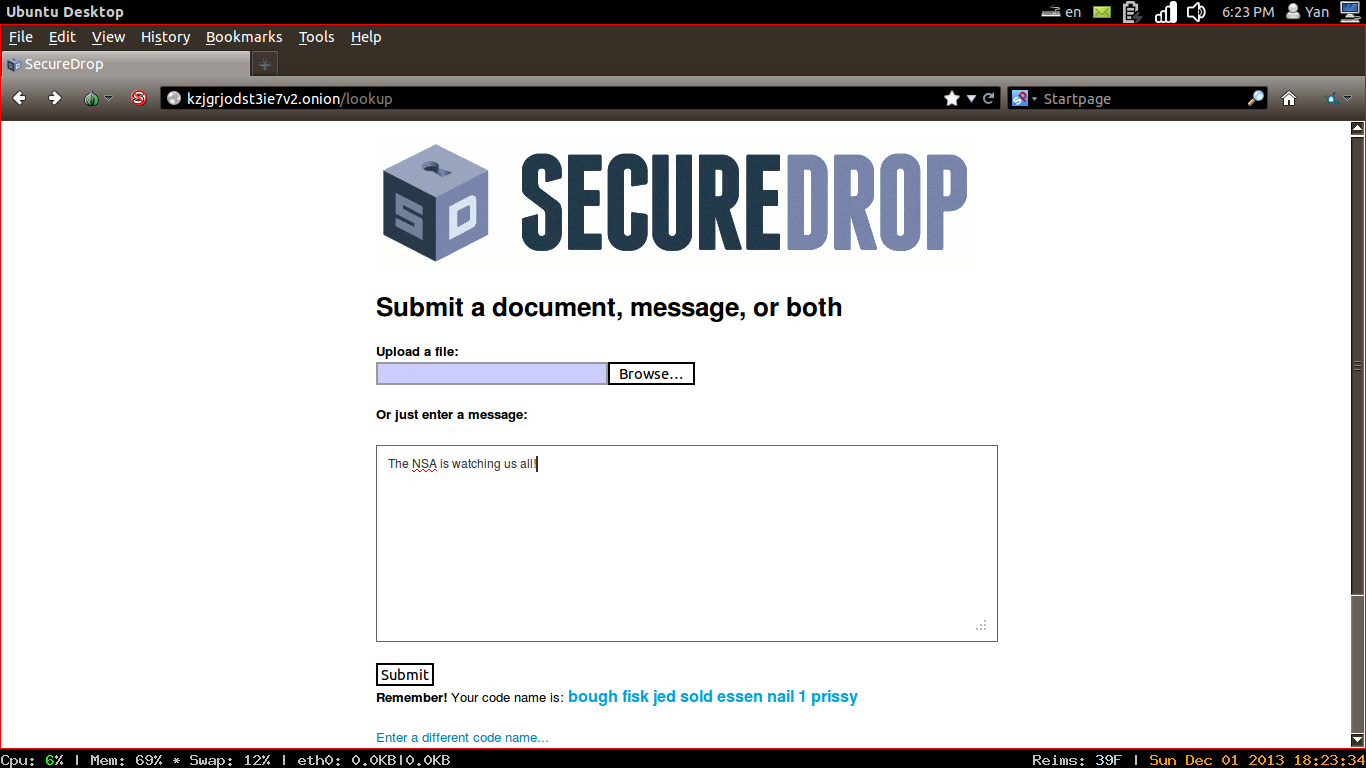 Ubuntu Desktop en 6:23 PM Yan
File Edit View History Bookmarks Tools Help
SecureDrop
kzjgrjodst3ie7v2.onion/lookup Startpage
S D SECUREDROP
Submit a document, message, or both
Upload a file:
Browse...
Or just enter a message:
The NSA is watching us all!
Submit
Remember! Your code name is: bough fisk jed sold essen nail 1 prissy
Enter a different code name...
Cpu: 6% | Mem: 69% * Swap: 12% | eth0: 0.0KB|0.0KB Reims: 39F | Sun Dec 01 2013 18:23:34